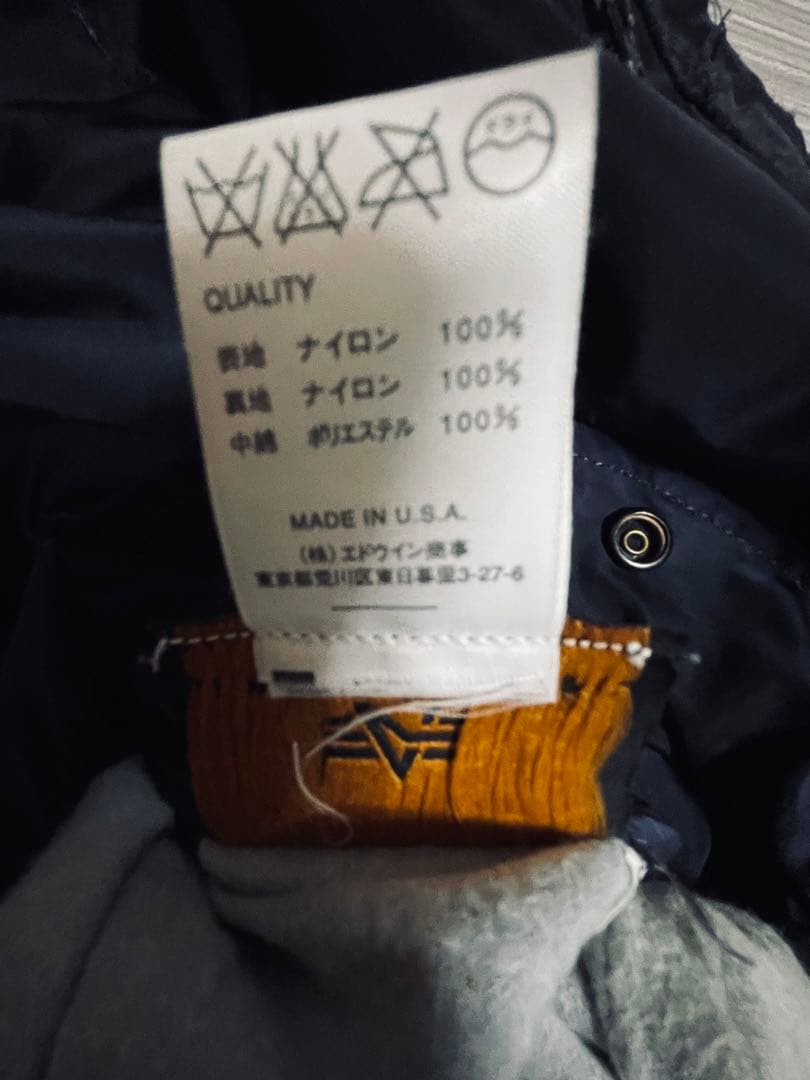 QUALITY
表地 ナイロン 100%
裏地 ナイロン 100%
中綿 ポリエステル 100%
MADE IN U.S.A.
(株)エドウイン商事
東京都荒川区東日暮里3-27-6